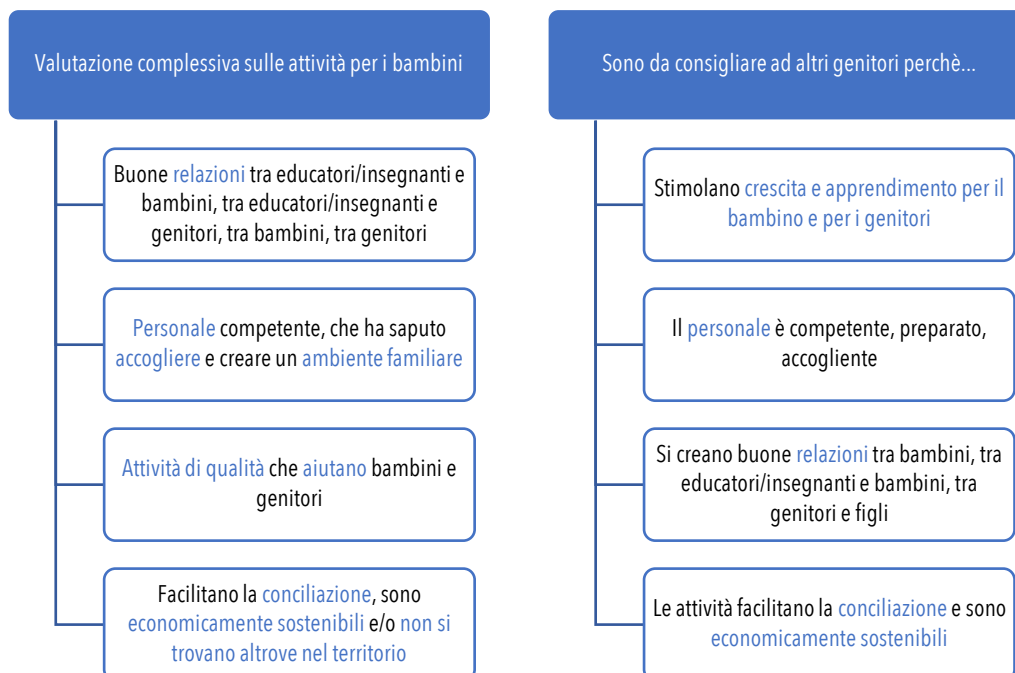 Valutazione complessiva sulle attività per i bambini
Buone relazioni tra educatori/insegnanti e
bambini, tra educatori/insegnanti e
genitori, tra bambini, tra genitori
Personale competente, che ha saputo
accogliere e creare un ambiente familiare
Attività di qualità che aiutano bambini e
genitori
Facilitano la conciliazione, sono
economicamente sostenibili e/o non si
trovano altrove nel territorio
Sono da consigliare ad altri genitori perchè...
Stimolano crescita e apprendimento per il
bambino e per i genitori
Il personale è competente, preparato,
accogliente
Si creano buone relazioni tra bambini, tra
educatori/insegnanti e bambini, tra
genitori e figli
Le attività facilitano la conciliazione e sono
economicamente sostenibili